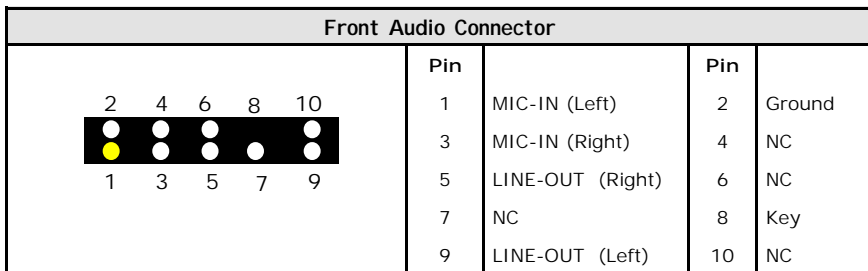 Front Audio Connector
Pin Pin
2 4 6 8 10
1 3 5 7 9
1 MIC-IN (Left) 2 Ground
3 MIC-IN (Right) 4 NC
5 LINE-OUT (Right) 6 NC
7 NC 8 Key
9 LINE-OUT (Left) 10 NC